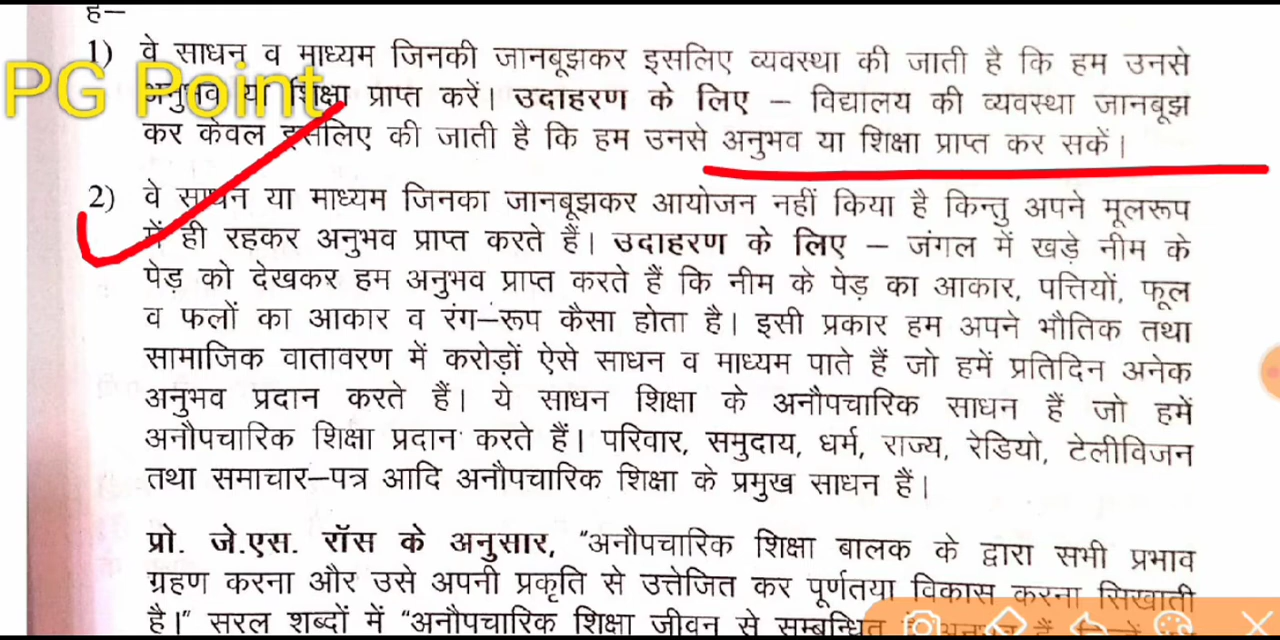 है–
1) वे साधन व माध्यम जिनकी जानबूझकर इसलिए व्यवस्था की जाती है कि हम उनसे
PG Point
अनुभव या शिक्षा प्राप्त करें। उदाहरण के लिए – विद्यालय की व्यवस्था जानबूझ
कर केवल इसलिए की जाती है कि हम उनसे अनुभव या शिक्षा प्राप्त कर सकें।
2) वे साधन या माध्यम जिनका जानबूझकर आयोजन नहीं किया है किन्तु अपने मूलरूप
में ही रहकर अनुभव प्राप्त करते हैं। उदाहरण के लिए – जंगल में खड़े नीम के
पेड़ को देखकर हम अनुभव प्राप्त करते हैं कि नीम के पेड़ का आकार, पत्तियों, फूल
व फलों का आकार व रंग–रूप कैसा होता है। इसी प्रकार हम अपने भौतिक तथा
सामाजिक वातावरण में करोड़ों ऐसे साधन व माध्यम पाते हैं जो हमें प्रतिदिन अनेक
अनुभव प्रदान करते हैं। ये साधन शिक्षा के अनौपचारिक साधन हैं जो हमें
अनौपचारिक शिक्षा प्रदान करते हैं। परिवार, समुदाय, धर्म, राज्य, रेडियो, टेलीविजन
तथा समाचार–पत्र आदि अनौपचारिक शिक्षा के प्रमुख साधन हैं।
प्रो. जे.एस. रॉस के अनुसार, “अनौपचारिक शिक्षा बालक के द्वारा सभी प्रभाव
ग्रहण करना और उसे अपनी प्रकृति से उत्तेजित कर पूर्णतया विकास करना सिखाती
है।” सरल शब्दों में “अनौपचारिक शिक्षा जीवन से सम्बन्धित